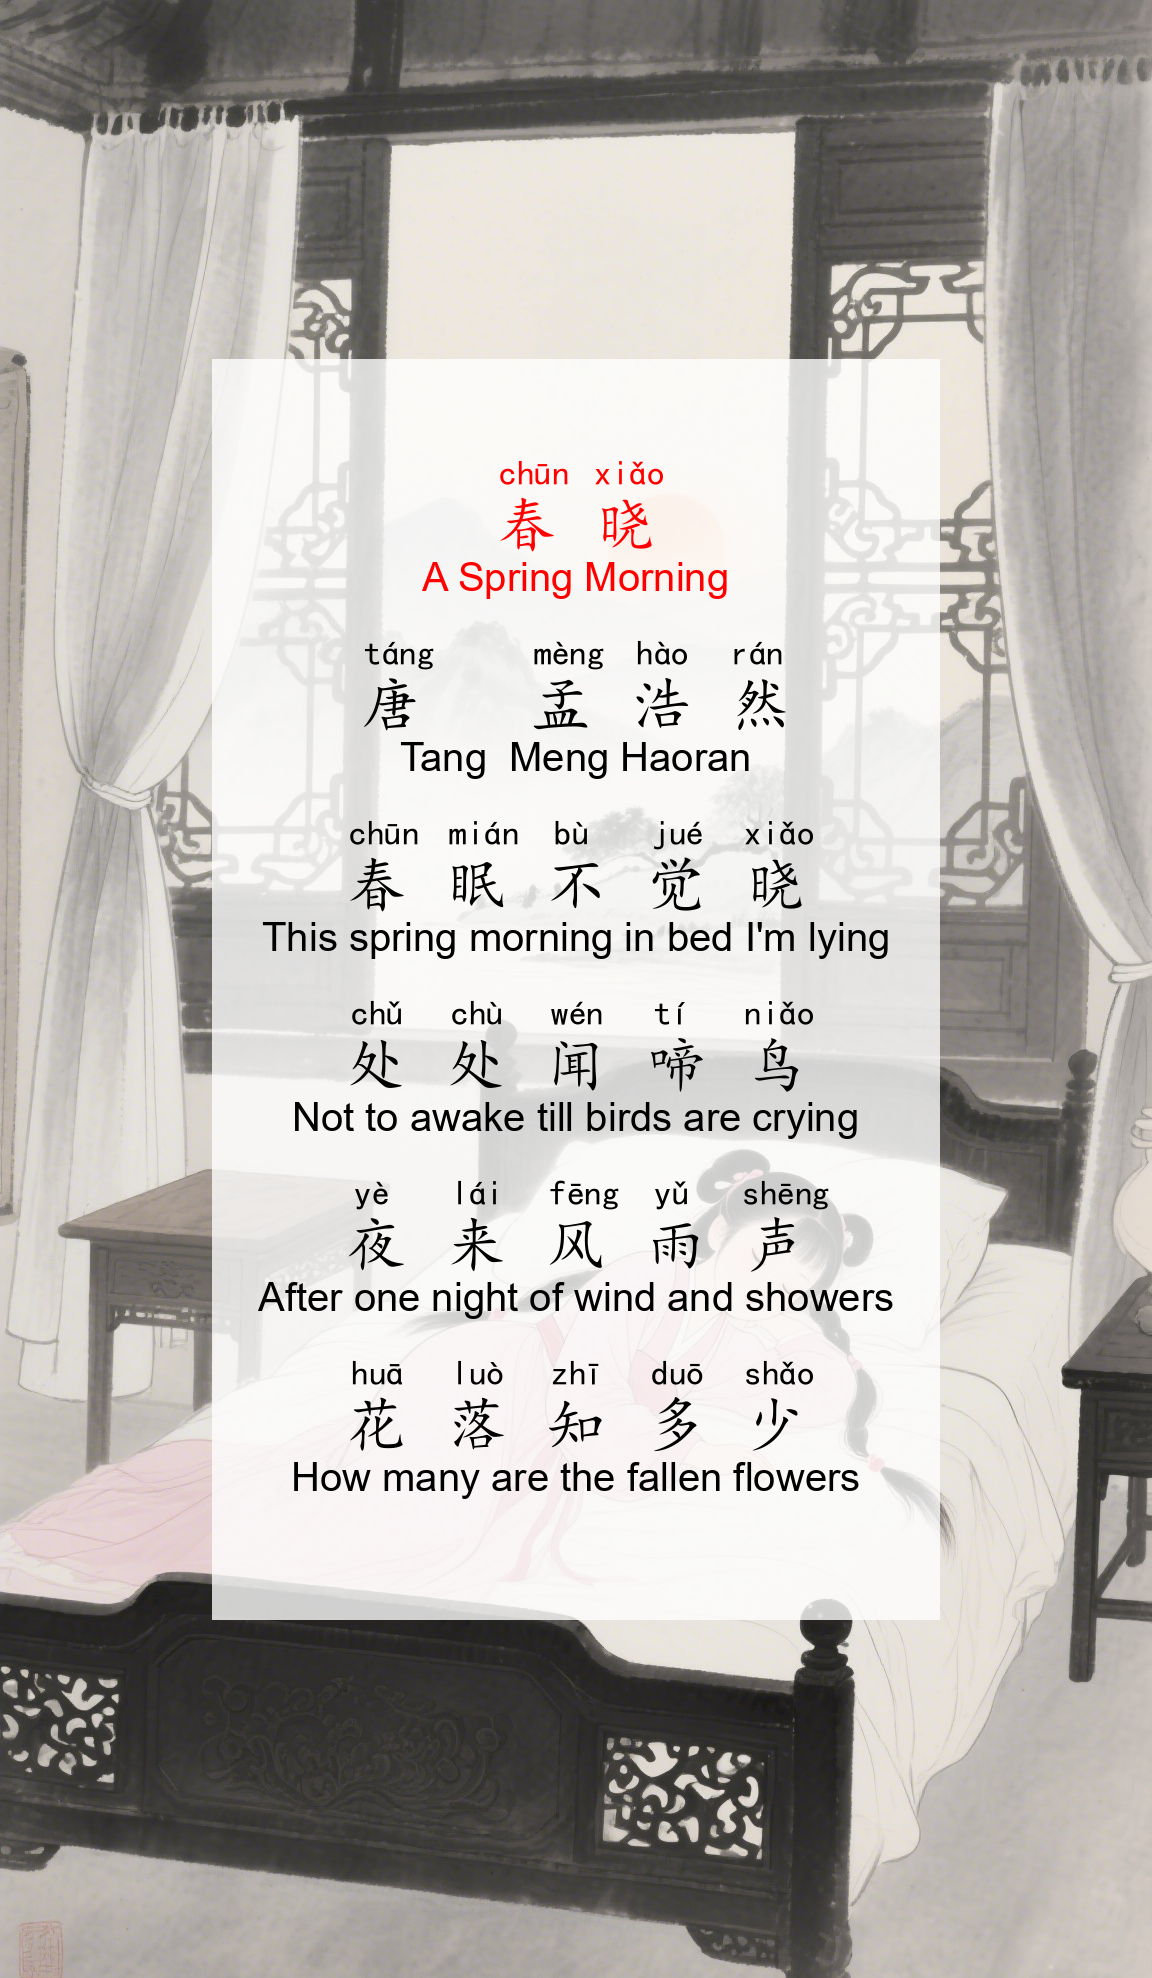 chūn xiǎo
春 晓
A Spring Morning
táng mèng hào rán
唐 孟 浩 然
Tang Meng Haoran
chūn mián bù jué xiǎo
春 眠 不 觉 晓
This spring morning in bed I'm lying
chǔ chù wén tí niǎo
处 处 闻 啼 鸟
Not to awake till birds are crying
yè lái fēng yǔ shēng
夜 来 风 雨 声
After one night of wind and showers
huā luò zhī duō shǎo
花 落 知 多 少
How many are the fallen flowers